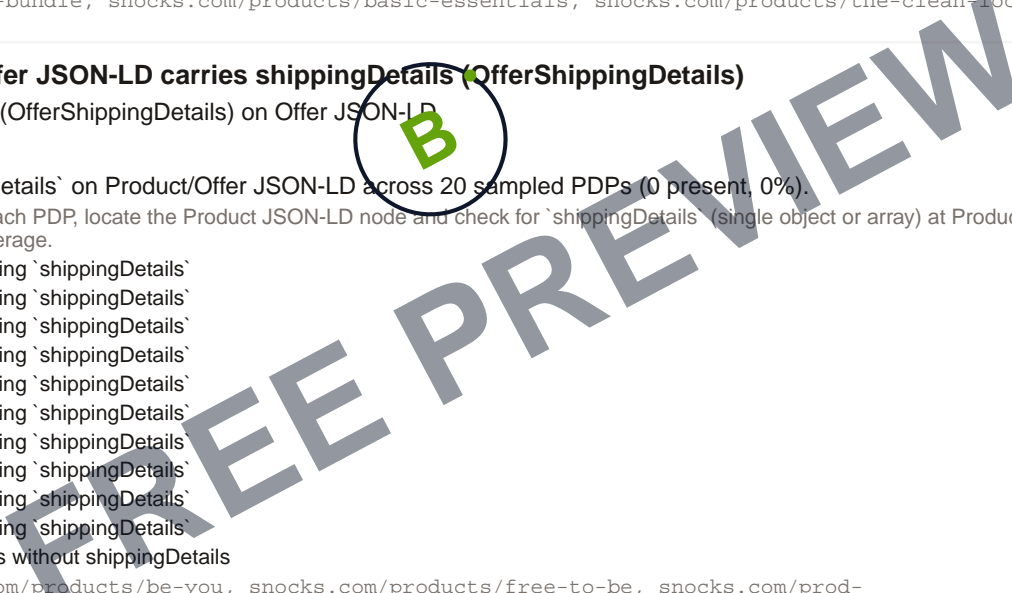 -bundle, snocks.com/products/basic-essentials, snocks.com/products/the-clean-
fer JSON-LD carries shippingDetails (OfferShippingDetails)
(OfferShippingDetails) on Offer JSON-LD
B
etails` on Product/Offer JSON-LD across 20 sampled PDPs (0 present, 0%).
ach PDP, locate the Product JSON-LD node and check for `shippingDetails` (single object or array) at Produc
erage.
ing `shippingDetails`
ing `shippingDetails`
ing `shippingDetails`
ing `shippingDetails`
ing `shippingDetails`
ing `shippingDetails`
ing `shippingDetails`
ing `shippingDetails`
ing `shippingDetails`
ing `shippingDetails`
s without shippingDetails
om/products/be-you, snocks.com/products/free-to-be, snocks.com/prod-
FREE PREVIEW